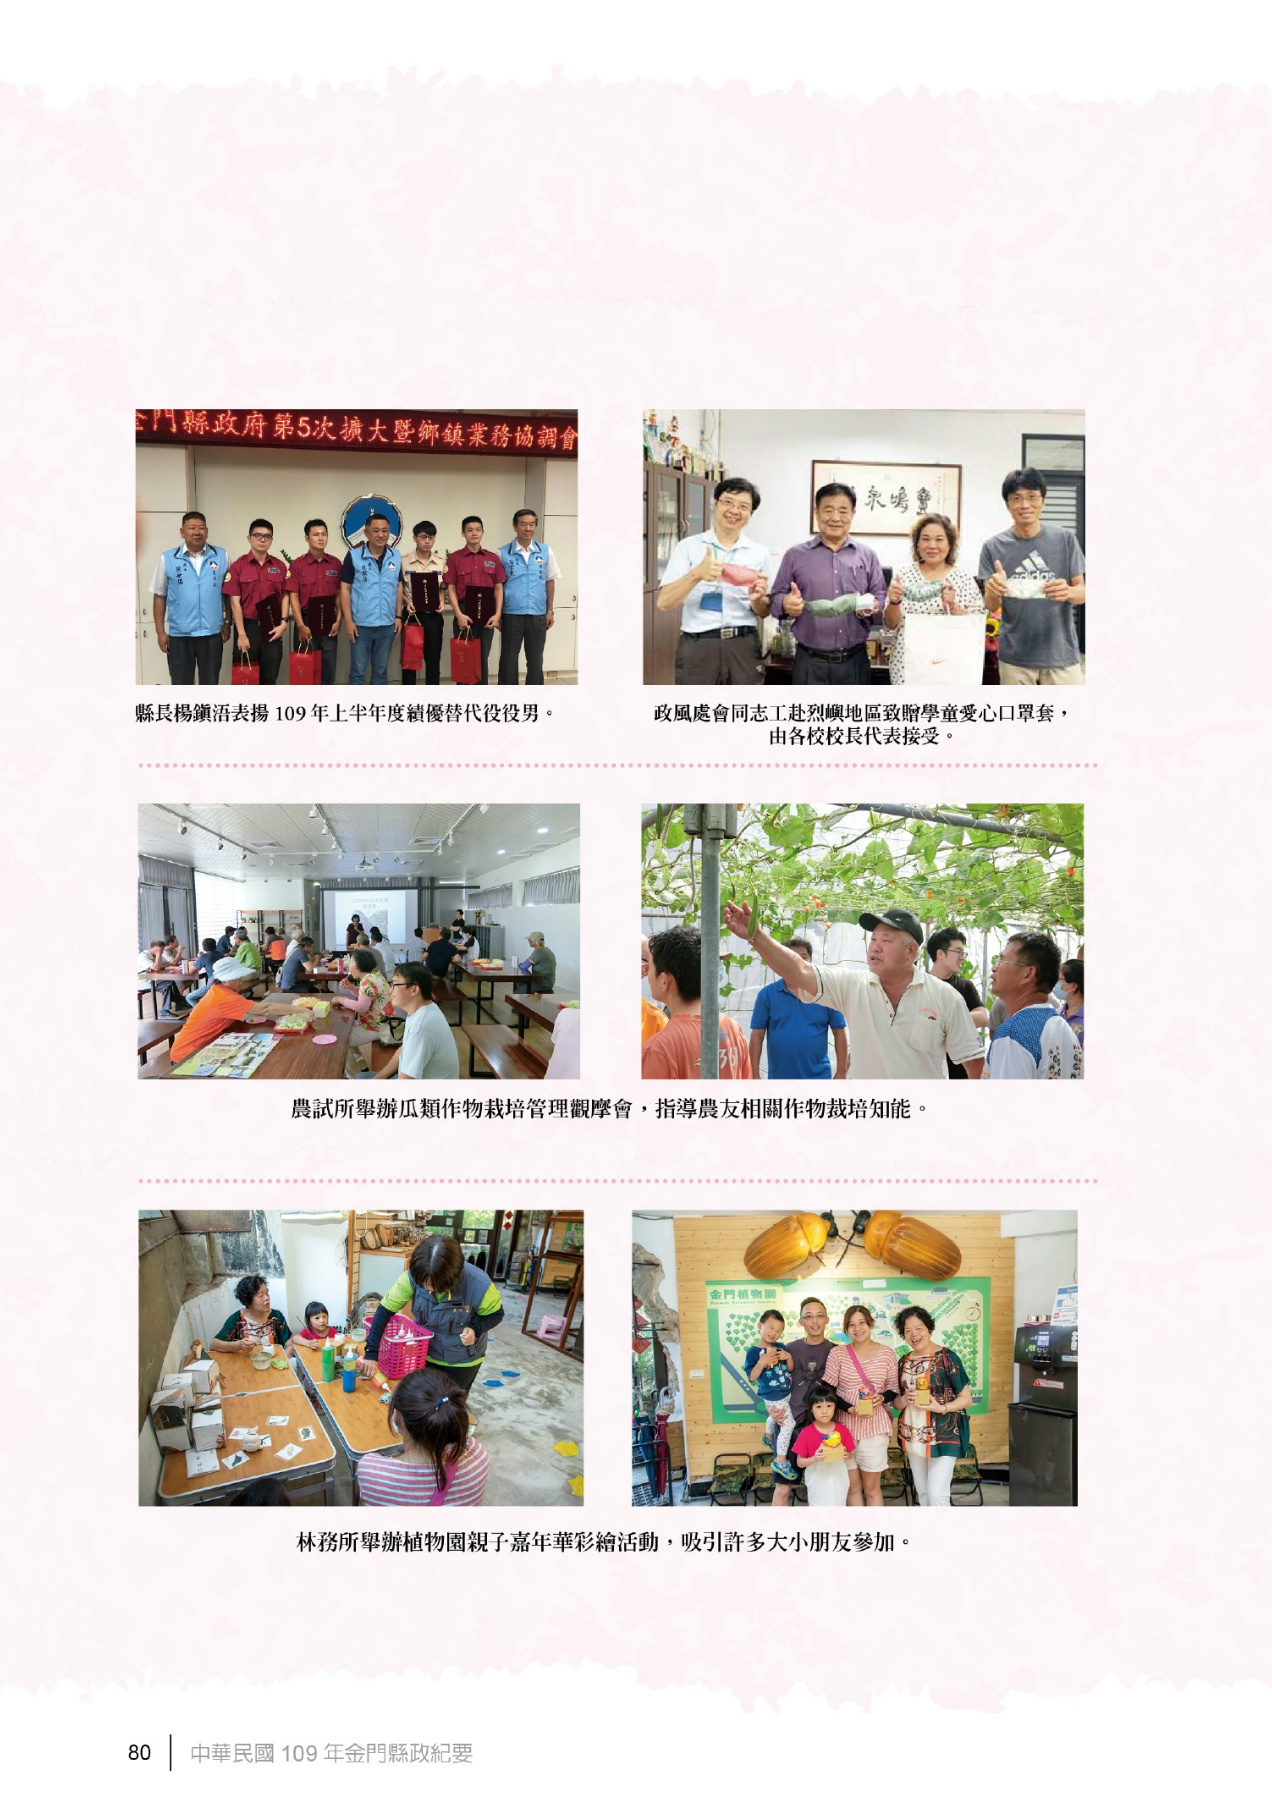 金門縣政府第5次擴大暨鄉鎮業務協調會
縣長楊鎮浯表揚 109 年上半年度績優替代役役男。
政風處會同志工赴烈嶼地區致贈學童愛心口罩套，
由各校校長代表接受。
農試所舉辦瓜類作物栽培管理觀摩會，指導農友相關作物栽培知能。
金門植物園
林務所舉辦植物園親子嘉年華彩繪活動，吸引許多大小朋友參加。
80
中華民國 109 年金門縣政紀要